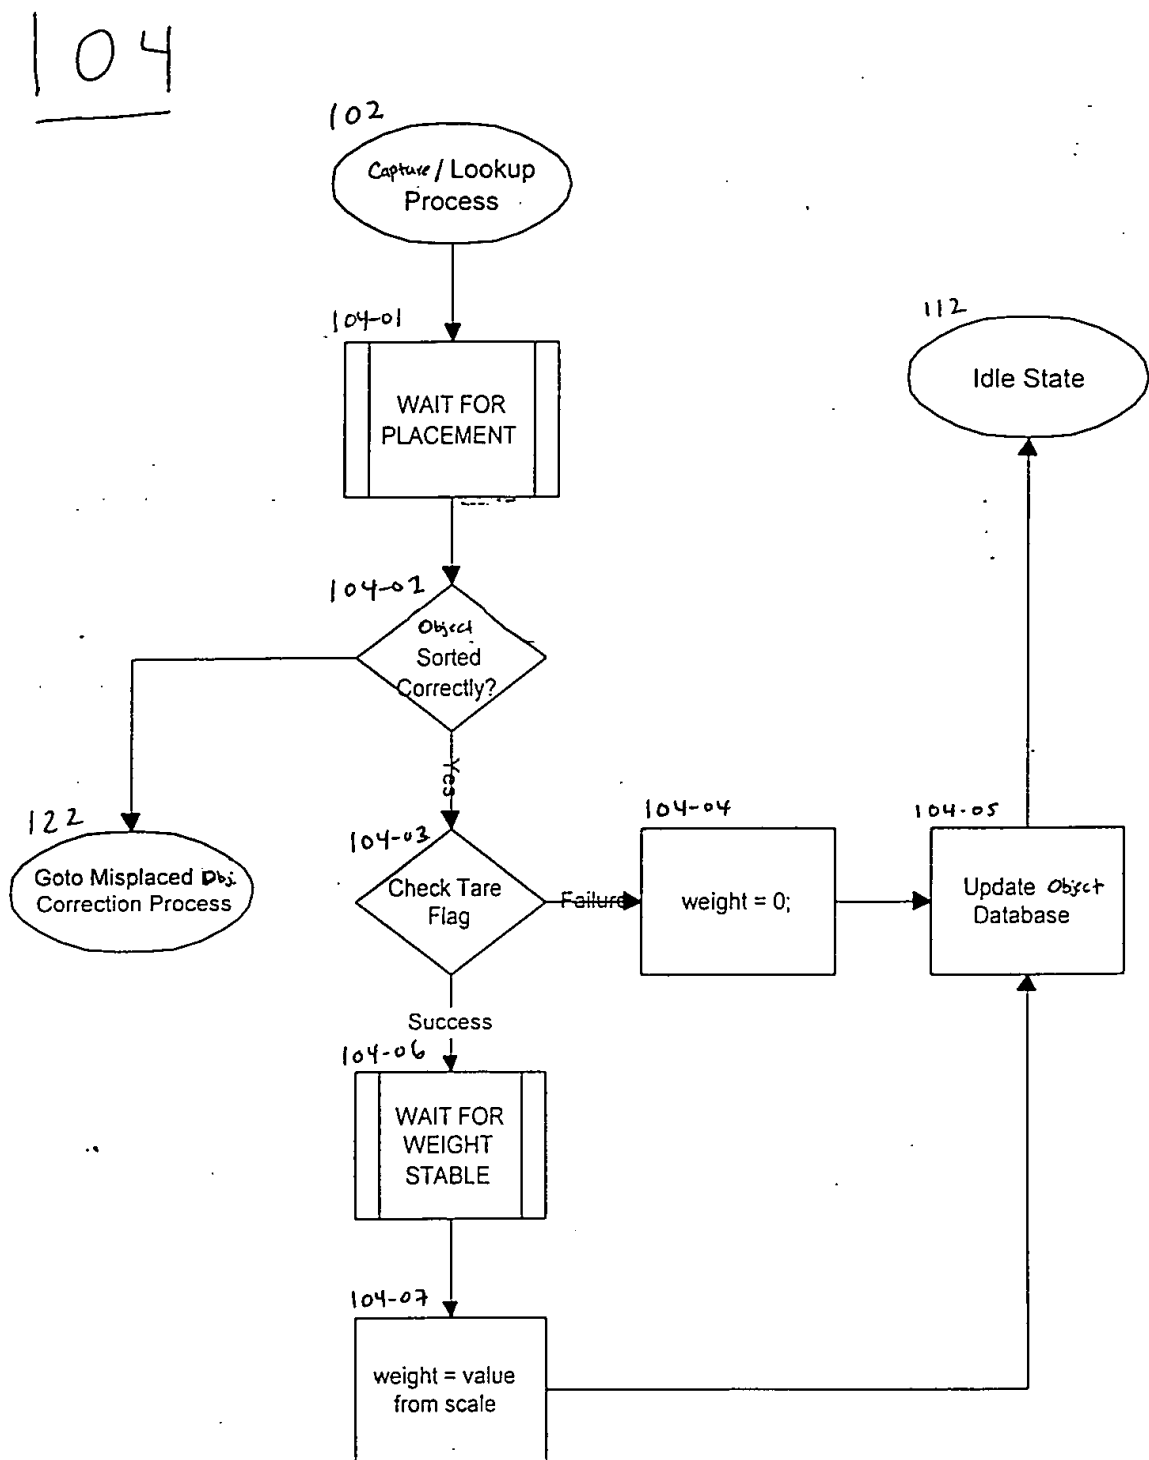 104
102
Capture / Lookup
Process
104-01
WAIT FOR
PLACEMENT
112
Idle State
104-02
Object
Sorted
Correctly?
Yes
122
Goto Misplaced Obj.
Correction Process
104-03
Check Tare
Flag
Failure
104-04
weight = 0;
104-05
Update Object
Database
Success
104-06
WAIT FOR
WEIGHT
STABLE
104-07
weight = value
from scale